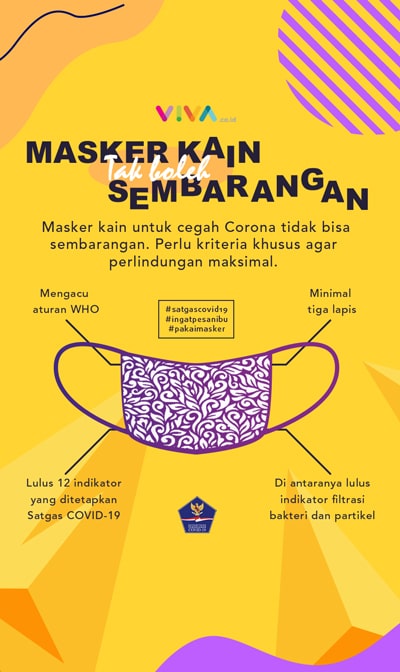 VIVA.co.id
MASKER KAIN
Tak boleh
SEMBARANGAN
Masker kain untuk cegah Corona tidak bisa
sembarangan. Perlu kriteria khusus agar
perlindungan maksimal.
Mengacu
aturan WHO
#satgascovid19
#ingatpesanibu
#pakaimasker
Minimal
tiga lapis
Lulus 12 indikator
yang ditetapkan
Satgas COVID-19
Di antaranya lulus
indikator filtrasi
bakteri dan partikel